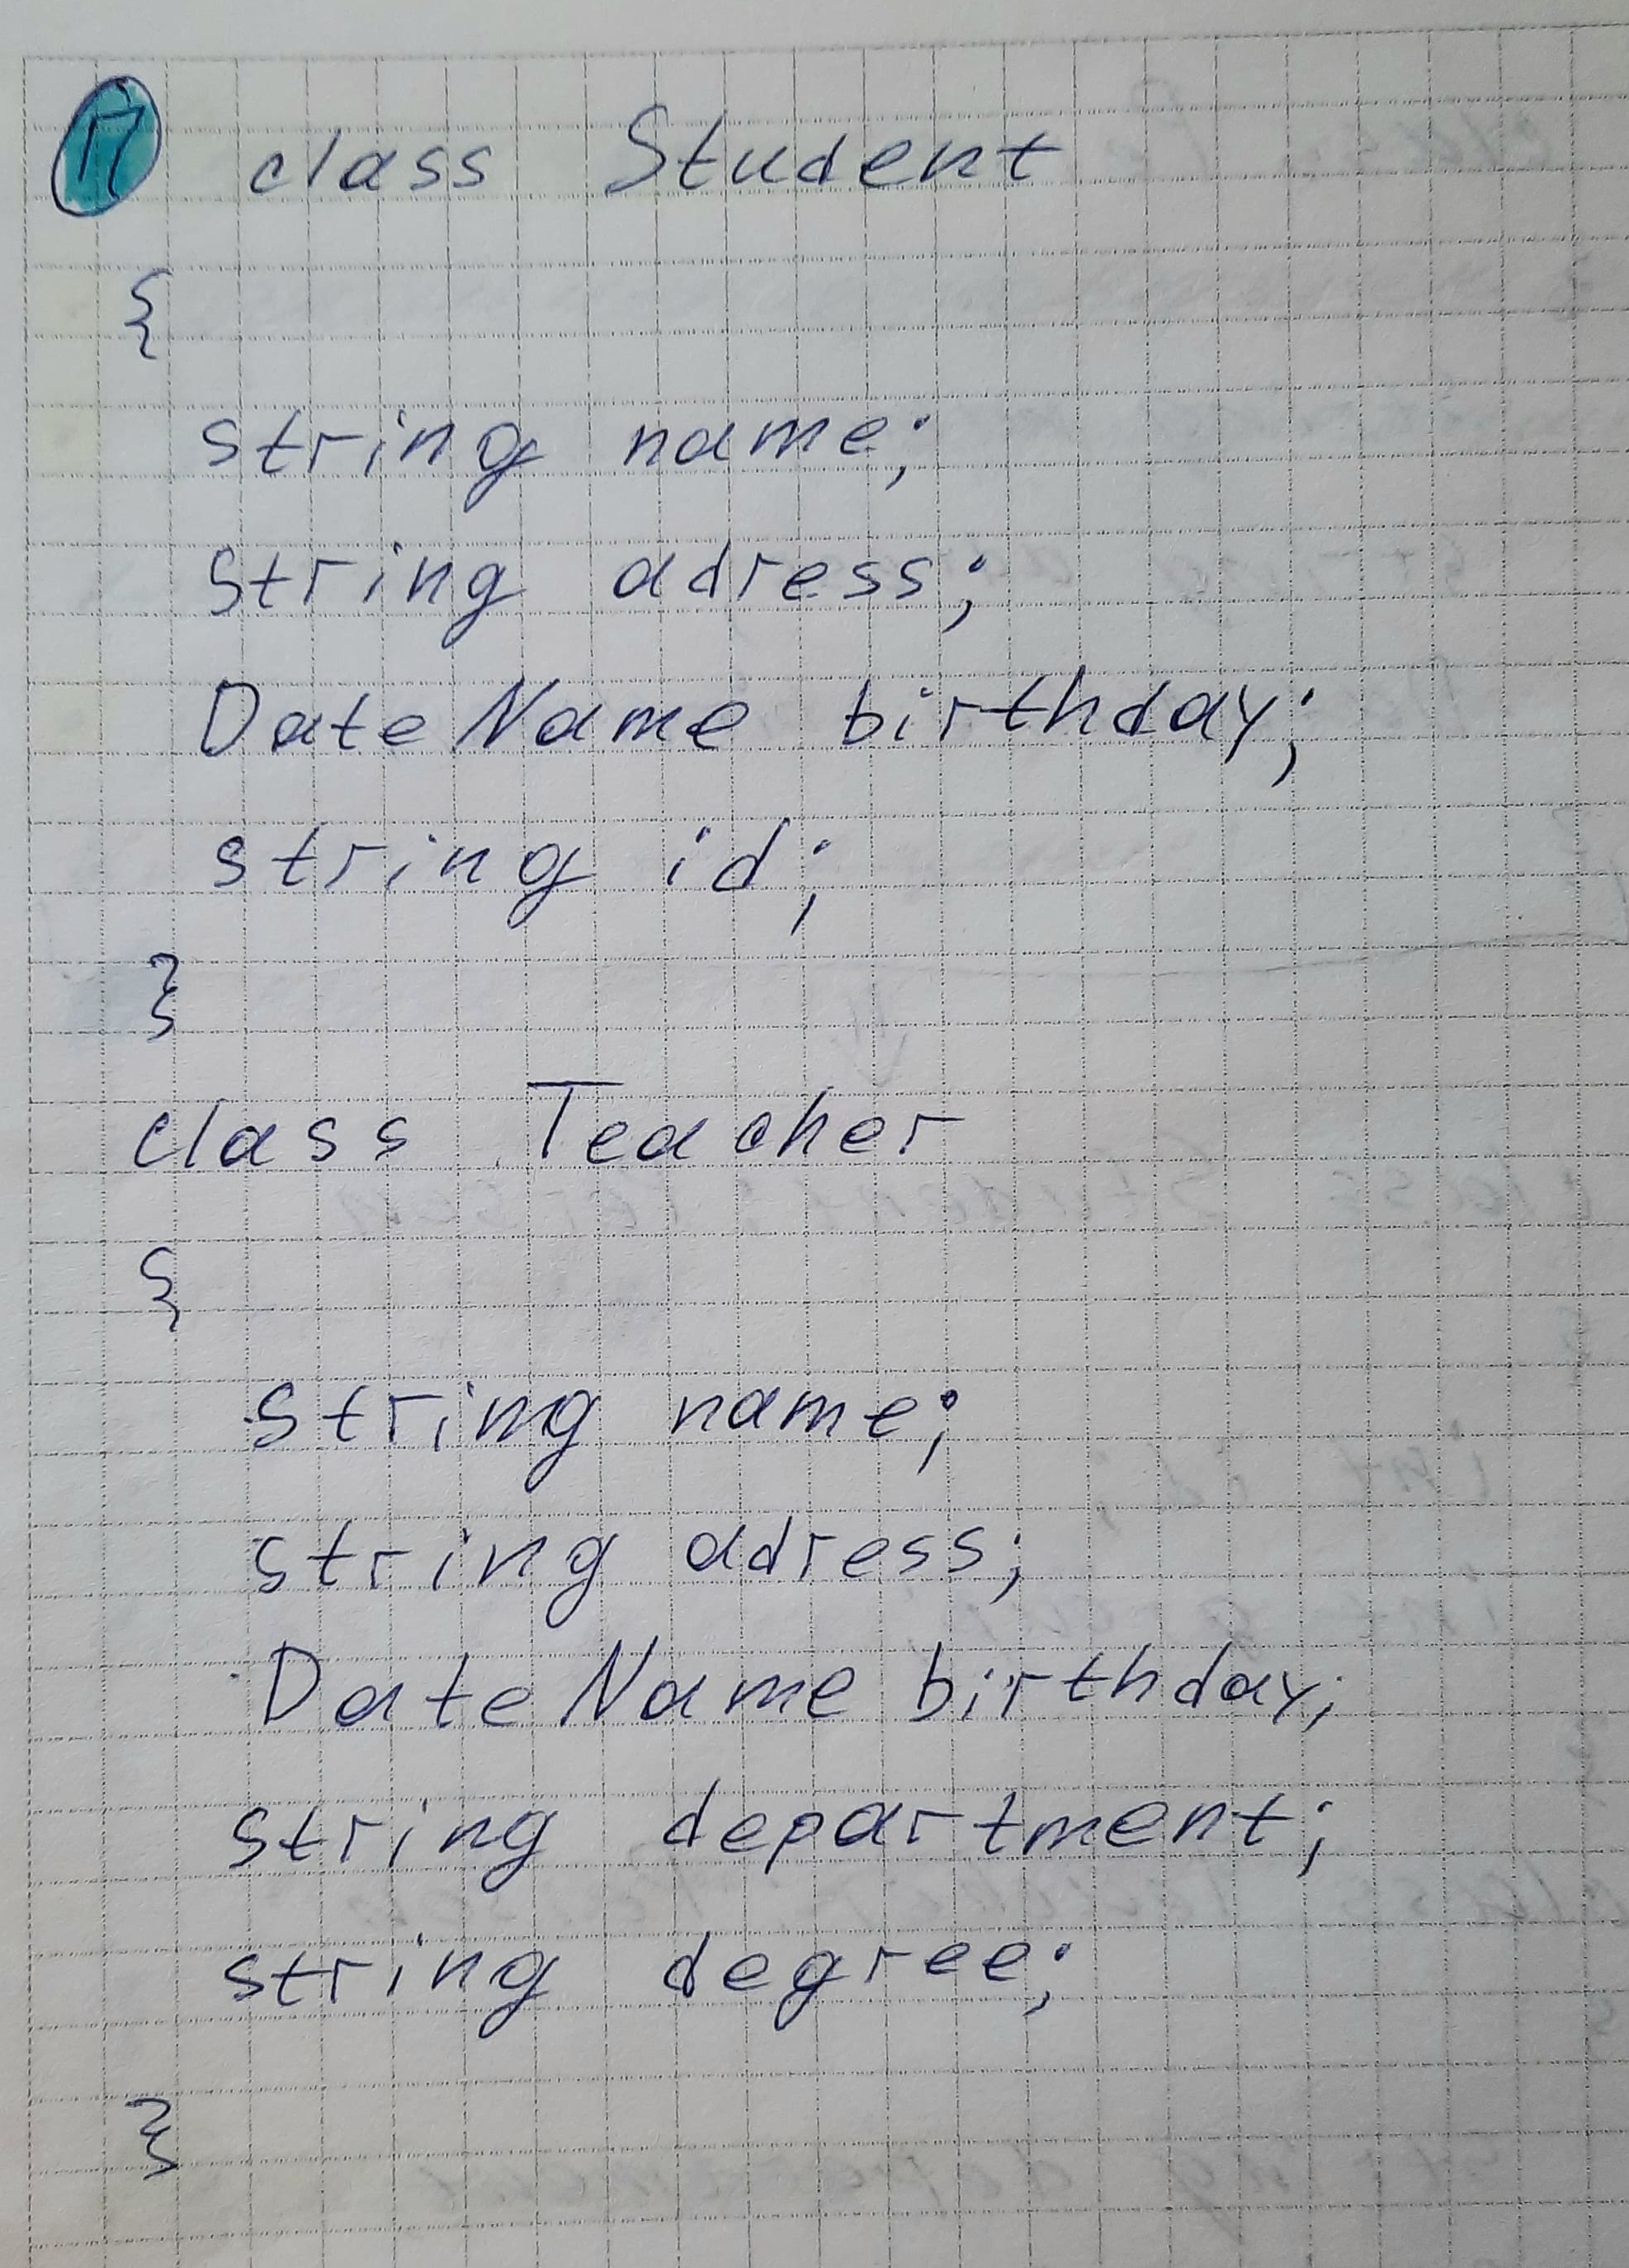 П class Student
{
string name;
string adress;
DateName birthday;
string id;
}
class Teacher
{
string name;
string adress;
DateName birthday;
string department;
string degree;
}